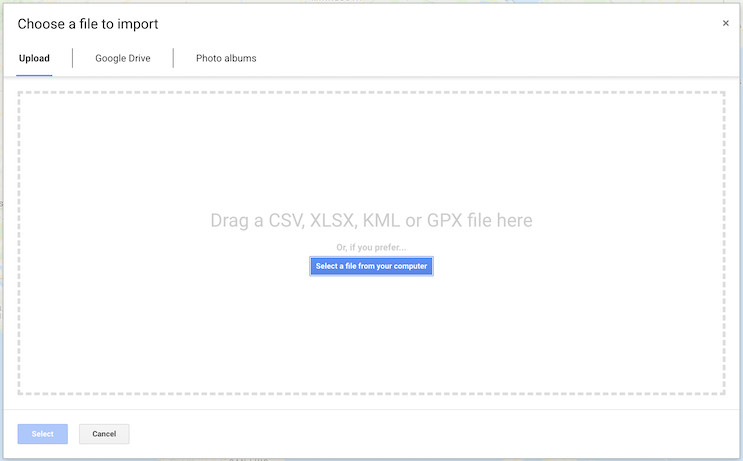 Choose a file to import
×
Upload
Google Drive
Photo albums
Drag a CSV, XLSX, KML or GPX file here
Or, if you prefer...
Select a file from your computer
Select
Cancel